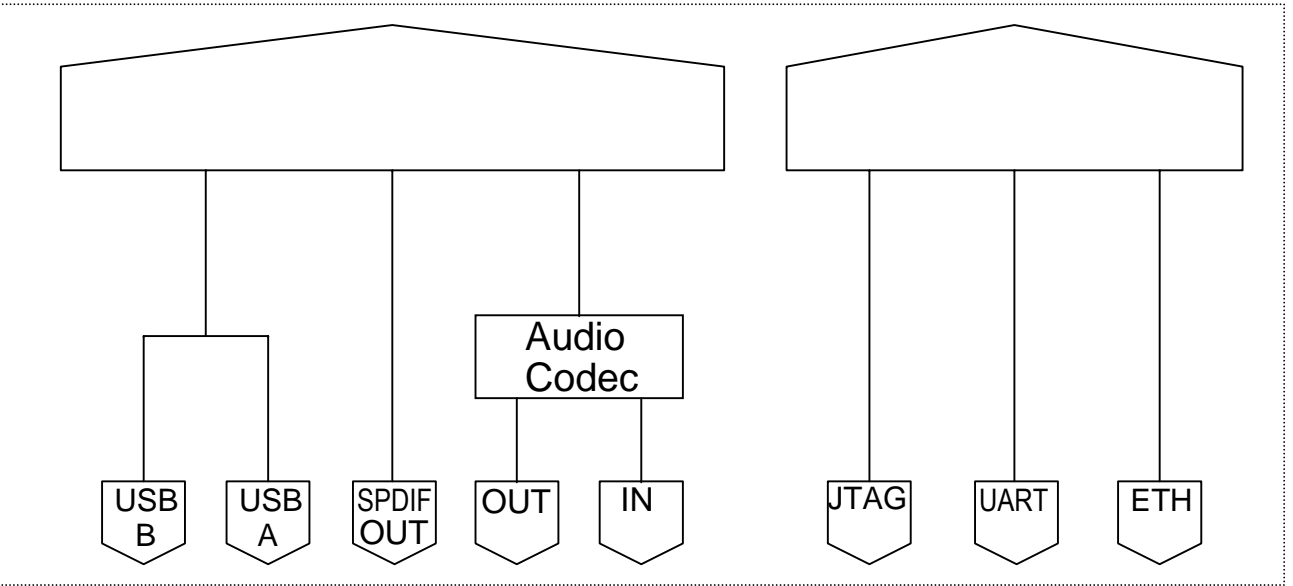 Audio
Codec
USB
B
USB
A
SPDIF
OUT
OUT
IN
JTAG
UART
ETH